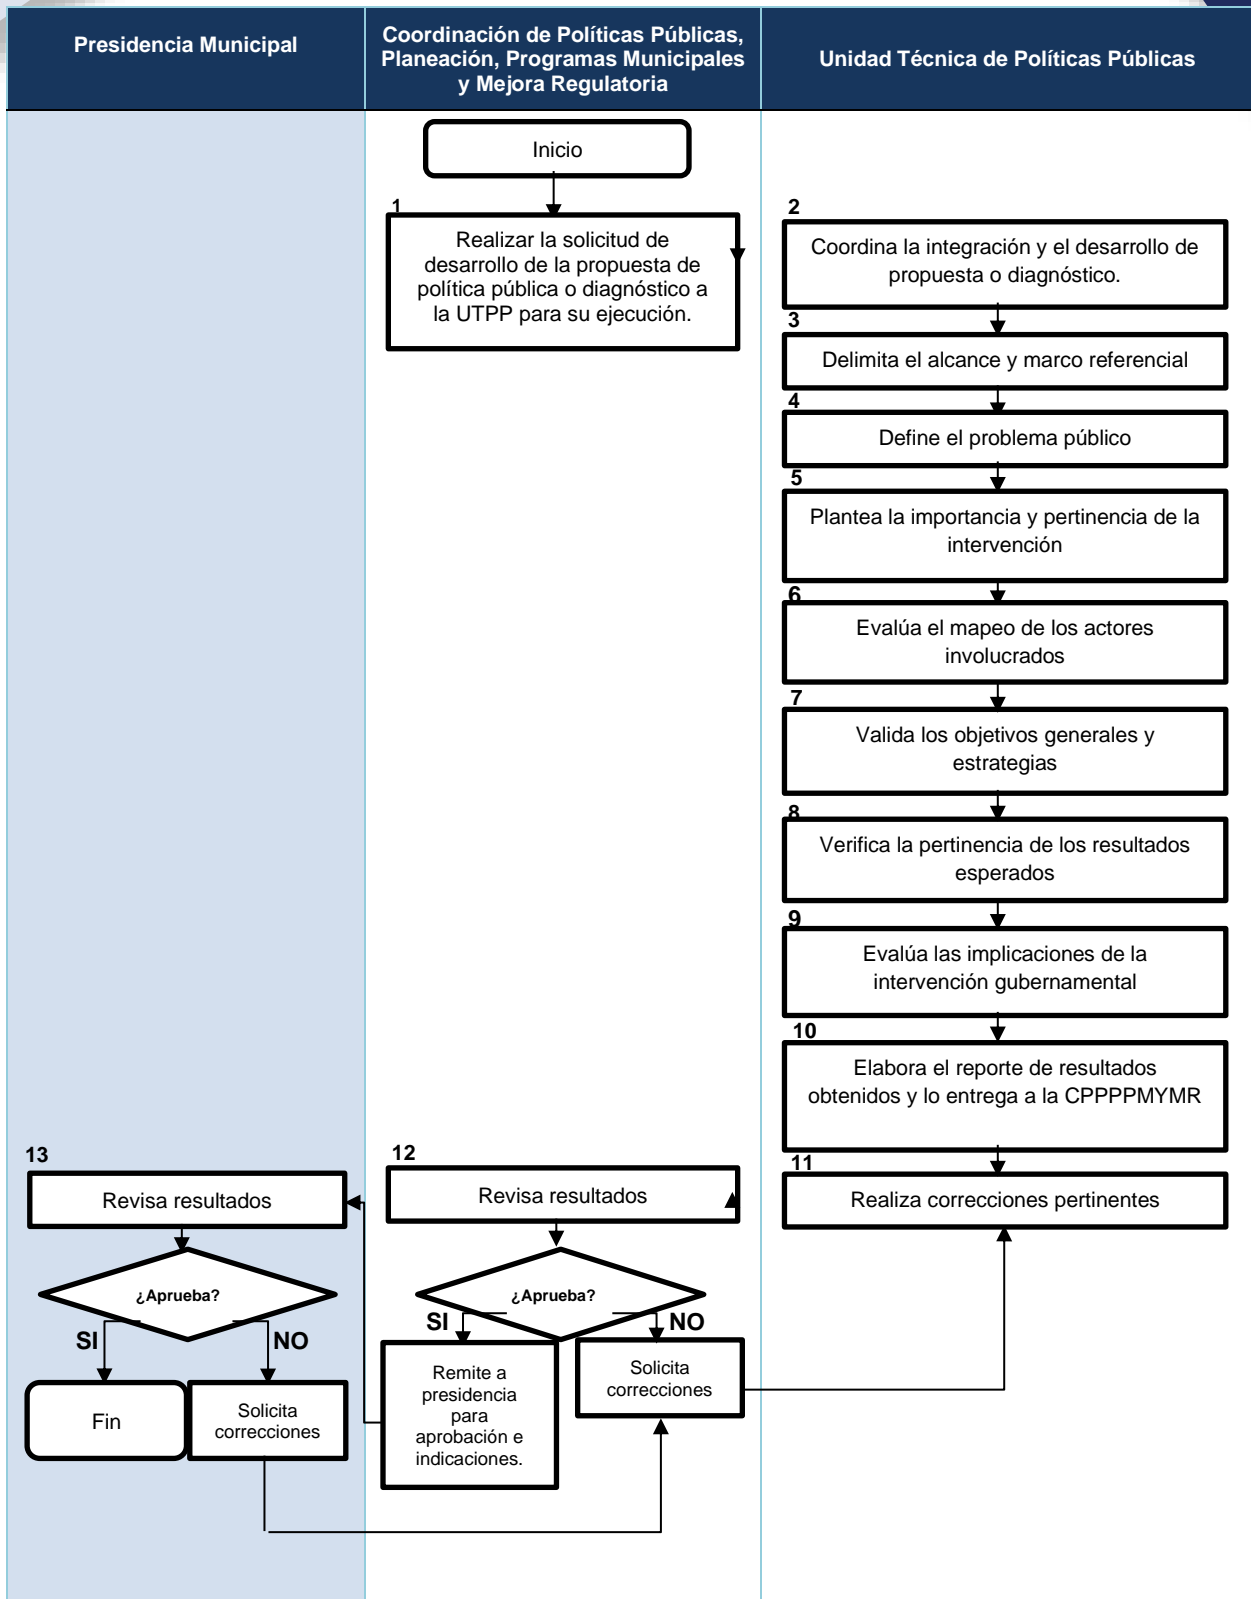 Presidencia Municipal
Coordinación de Políticas Públicas,
Planeación, Programas Municipales
y Mejora Regulatoria
Unidad Técnica de Políticas Públicas
Inicio
1
Realizar la solicitud de
desarrollo de la propuesta de
política pública o diagnóstico a
la UTPP para su ejecución.
2
Coordina la integración y el desarrollo de
propuesta o diagnóstico.
3
Delimita el alcance y marco referencial
4
Define el problema público
5
Plantea la importancia y pertinencia de la
intervención
6
Evalúa el mapeo de los actores
involucrados
7
Valida los objetivos generales y
estrategias
8
Verifica la pertinencia de los resultados
esperados
9
Evalúa las implicaciones de la
intervención gubernamental
10
Elabora el reporte de resultados
obtenidos y lo entrega a la CPPPPMYMR
11
Realiza correcciones pertinentes
12
Revisa resultados
¿Aprueba?
SI
NO
Remite a
presidencia
para
aprobación e
indicaciones.
Solicita
correcciones
13
Revisa resultados
¿Aprueba?
SI
NO
Fin
Solicita
correcciones